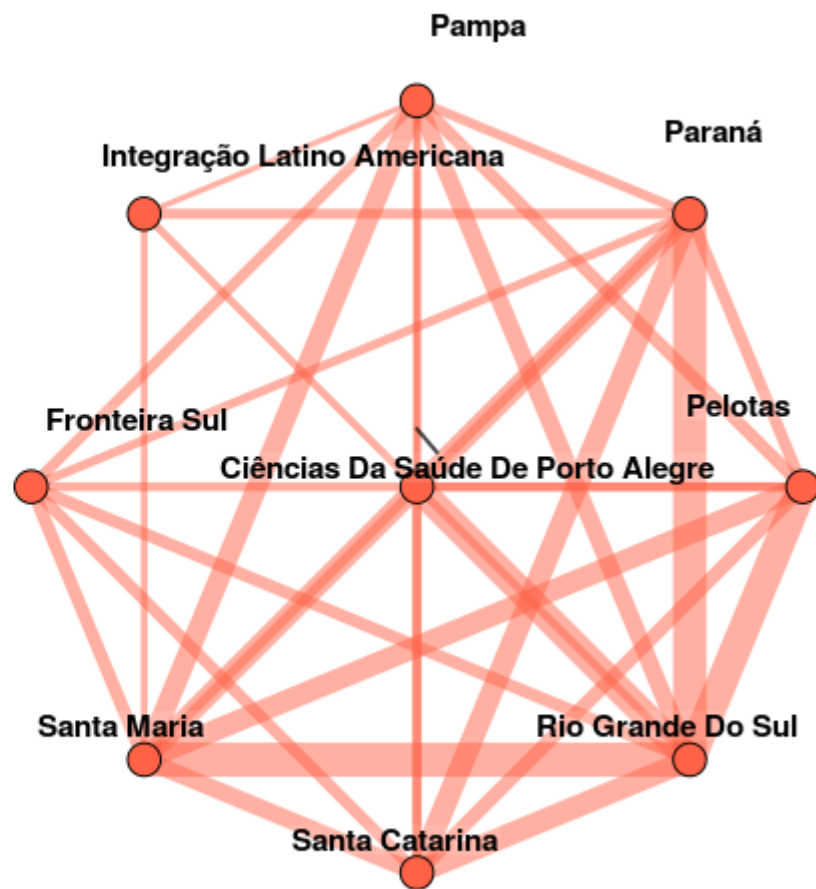 Pampa
Paraná
Integração Latino Americana
Pelotas
Fronteira Sul
Ciências Da Saúde De Porto Alegre
Santa Maria
Rio Grande Do Sul
Santa Catarina